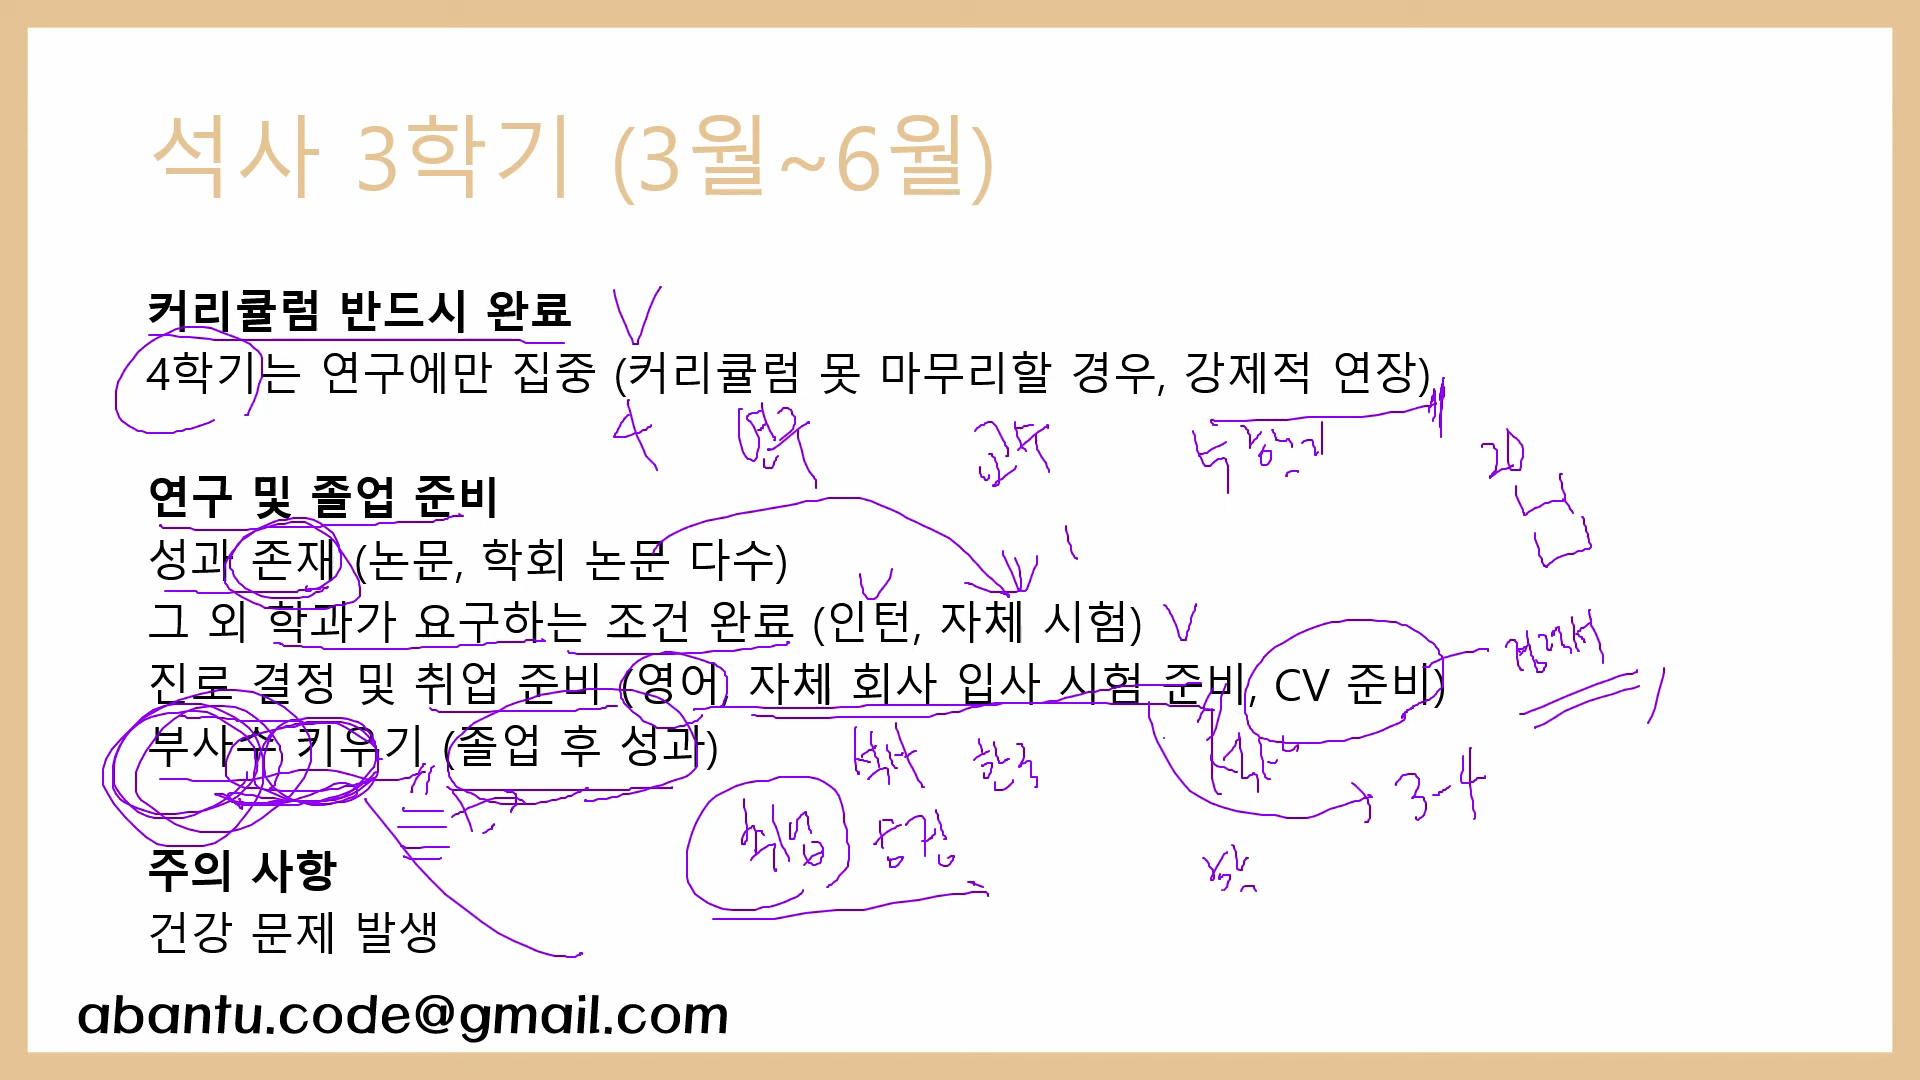 석사 3학기 (3월~6월)
커리큘럼 반드시 완료
4학기는 연구에만 집중 (커리큘럼 못 마무리할 경우, 강제적 연장)
4
20
연구 및 졸업 준비
성과 존재 (논문, 학회 논문 다수)
그 외 학과가 요구하는 조건 완료 (인턴, 자체 시험)
진로 결정 및 취업 준비 (영어, 자체 회사 입사 시험 준비, CV 준비)
부사수 키우기 (졸업 후 성과)
3-4
취업
주의 사항
건강 문제 발생
abantu.code@gmail.com